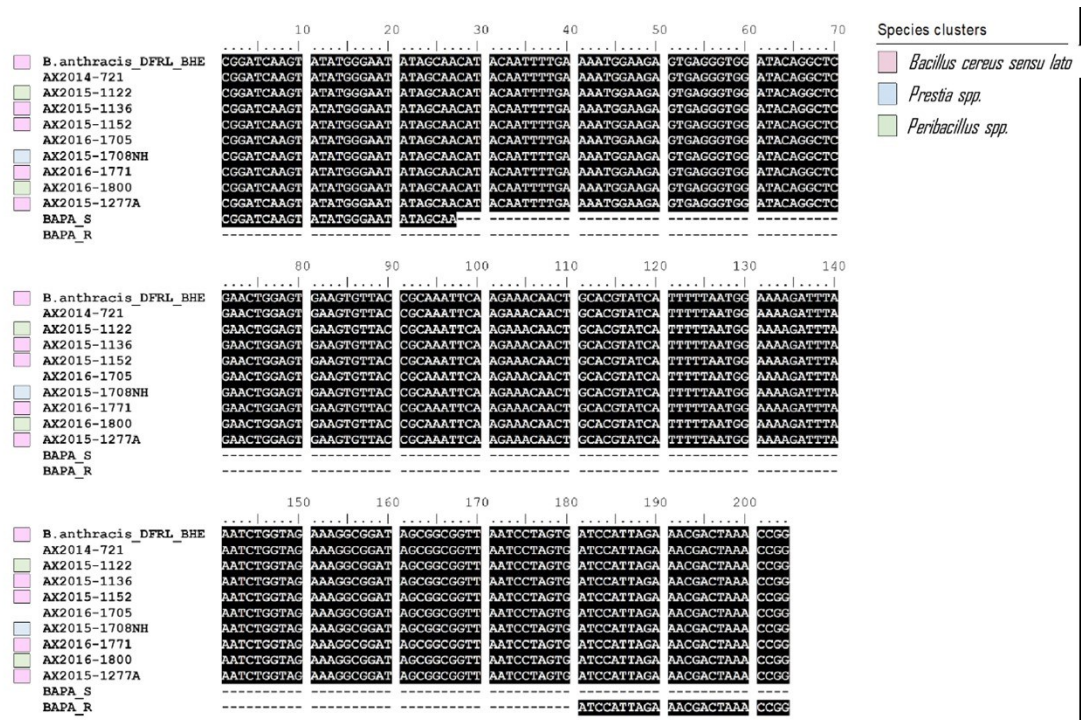 10 20 30 40 50 60 70
B.anthracis_DFRL_BHE CGGATCAAGT ATATGGGAAT ATAGCAACAT ACAATTTTGA AAATGGAAGA GTGAGGGTGG ATACAGGCTC
AX2014-721 CGGATCAAGT ATATGGGAAT ATAGCAACAT ACAATTTTGA AAATGGAAGA GTGAGGGTGG ATACAGGCTC
AX2015-1122 CGGATCAAGT ATATGGGAAT ATAGCAACAT ACAATTTTGA AAATGGAAGA GTGAGGGTGG ATACAGGCTC
AX2015-1136 CGGATCAAGT ATATGGGAAT ATAGCAACAT ACAATTTTGA AAATGGAAGA GTGAGGGTGG ATACAGGCTC
AX2015-1152 CGGATCAAGT ATATGGGAAT ATAGCAACAT ACAATTTTGA AAATGGAAGA GTGAGGGTGG ATACAGGCTC
AX2016-1705 CGGATCAAGT ATATGGGAAT ATAGCAACAT ACAATTTTGA AAATGGAAGA GTGAGGGTGG ATACAGGCTC
AX2015-1708NH CGGATCAAGT ATATGGGAAT ATAGCAACAT ACAATTTTGA AAATGGAAGA GTGAGGGTGG ATACAGGCTC
AX2016-1771 CGGATCAAGT ATATGGGAAT ATAGCAACAT ACAATTTTGA AAATGGAAGA GTGAGGGTGG ATACAGGCTC
AX2016-1800 CGGATCAAGT ATATGGGAAT ATAGCAACAT ACAATTTTGA AAATGGAAGA GTGAGGGTGG ATACAGGCTC
AX2015-1277A CGGATCAAGT ATATGGGAAT ATAGCAACAT ACAATTTTGA AAATGGAAGA GTGAGGGTGG ATACAGGCTC
BAPA_S CGGATCAAGT ATATGGGAAT ATAGCAA--- ---------- ---------- ---------- ----------
BAPA_R ---------- ---------- ---------- ---------- ---------- ---------- ----------
80 90 100 110 120 130 140
B.anthracis_DFRL_BHE GAACTGGAGT GAAGTGTTAC CGCAAATTCA AGAAACAACT GCACGTATCA TTTTTAATGG AAAAGATTTA
AX2014-721 GAACTGGAGT GAAGTGTTAC CGCAAATTCA AGAAACAACT GCACGTATCA TTTTTAATGG AAAAGATTTA
AX2015-1122 GAACTGGAGT GAAGTGTTAC CGCAAATTCA AGAAACAACT GCACGTATCA TTTTTAATGG AAAAGATTTA
AX2015-1136 GAACTGGAGT GAAGTGTTAC CGCAAATTCA AGAAACAACT GCACGTATCA TTTTTAATGG AAAAGATTTA
AX2015-1152 GAACTGGAGT GAAGTGTTAC CGCAAATTCA AGAAACAACT GCACGTATCA TTTTTAATGG AAAAGATTTA
AX2016-1705 GAACTGGAGT GAAGTGTTAC CGCAAATTCA AGAAACAACT GCACGTATCA TTTTTAATGG AAAAGATTTA
AX2015-1708NH GAACTGGAGT GAAGTGTTAC CGCAAATTCA AGAAACAACT GCACGTATCA TTTTTAATGG AAAAGATTTA
AX2016-1771 GAACTGGAGT GAAGTGTTAC CGCAAATTCA AGAAACAACT GCACGTATCA TTTTTAATGG AAAAGATTTA
AX2016-1800 GAACTGGAGT GAAGTGTTAC CGCAAATTCA AGAAACAACT GCACGTATCA TTTTTAATGG AAAAGATTTA
AX2015-1277A GAACTGGAGT GAAGTGTTAC CGCAAATTCA AGAAACAACT GCACGTATCA TTTTTAATGG AAAAGATTTA
BAPA_S ---------- ---------- ---------- ---------- ---------- ---------- ----------
BAPA_R ---------- ---------- ---------- ---------- ---------- ---------- ----------
150 160 170 180 190 200
B.anthracis_DFRL_BHE AATCTGGTAG AAAGGCGGAT AGCGGCGGTT AATCCTAGTG ATCCATTAGA AACGACTAAA CCGG
AX2014-721 AATCTGGTAG AAAGGCGGAT AGCGGCGGTT AATCCTAGTG ATCCATTAGA AACGACTAAA CCGG
AX2015-1122 AATCTGGTAG AAAGGCGGAT AGCGGCGGTT AATCCTAGTG ATCCATTAGA AACGACTAAA CCGG
AX2015-1136 AATCTGGTAG AAAGGCGGAT AGCGGCGGTT AATCCTAGTG ATCCATTAGA AACGACTAAA CCGG
AX2015-1152 AATCTGGTAG AAAGGCGGAT AGCGGCGGTT AATCCTAGTG ATCCATTAGA AACGACTAAA CCGG
AX2016-1705 AATCTGGTAG AAAGGCGGAT AGCGGCGGTT AATCCTAGTG ATCCATTAGA AACGACTAAA CCGG
AX2015-1708NH AATCTGGTAG AAAGGCGGAT AGCGGCGGTT AATCCTAGTG ATCCATTAGA AACGACTAAA CCGG
AX2016-1771 AATCTGGTAG AAAGGCGGAT AGCGGCGGTT AATCCTAGTG ATCCATTAGA AACGACTAAA CCGG
AX2016-1800 AATCTGGTAG AAAGGCGGAT AGCGGCGGTT AATCCTAGTG ATCCATTAGA AACGACTAAA CCGG
AX2015-1277A AATCTGGTAG AAAGGCGGAT AGCGGCGGTT AATCCTAGTG ATCCATTAGA AACGACTAAA CCGG
BAPA_S ---------- ---------- ---------- ---------- ---------- ---------- ----
BAPA_R ---------- ---------- ---------- ---------- ATCCATTAGA AACGACTAAA CCGG
Species clusters
Bacillus cereus sensu lato
Prestia spp.
Peribacillus spp.